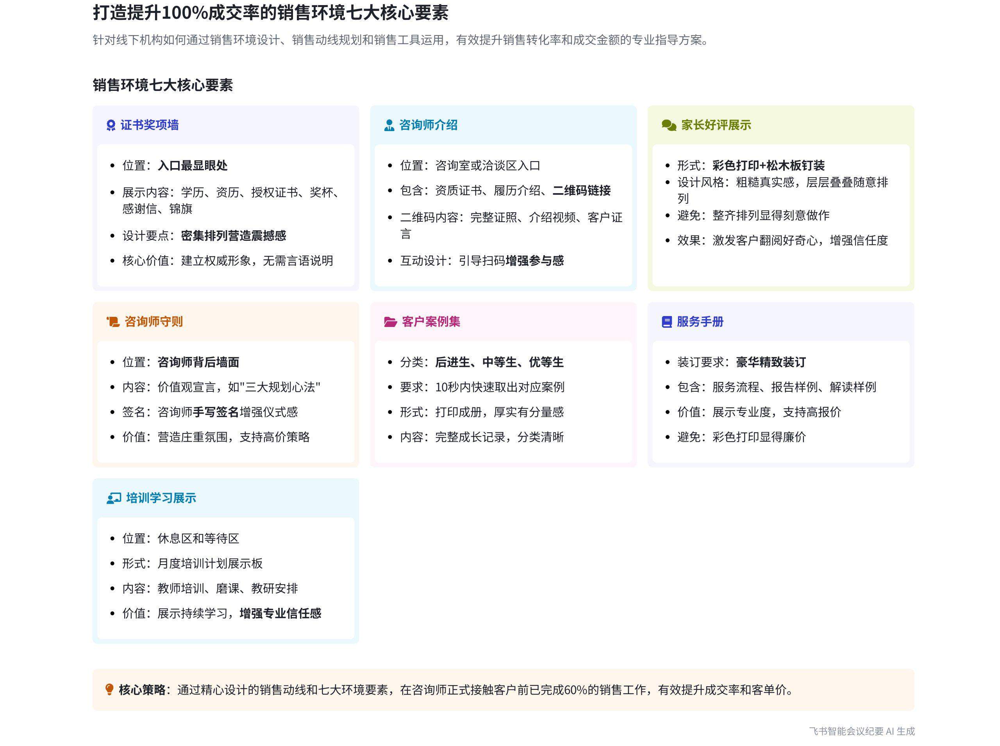 打造提升100%成交率的销售环境七大核心要素
针对线下机构如何通过销售环境设计、销售动线规划和销售工具运用，有效提升销售转化率和成交金额的专业指导方案。
销售环境七大核心要素
证书奖项墙
位置：入口最显眼处
展示内容：学历、资历、授权证书、奖杯、
感谢信、锦旗
设计要点：密集排列营造震撼感
核心价值：建立权威形象，无需言语说明
咨询师介绍
位置：咨询室或洽谈区入口
包含：资质证书、履历介绍、二维码链接
二维码内容：完整证照、介绍视频、客户证
言
互动设计：引导扫码增强参与感
家长好评展示
形式：彩色打印+松木板钉装
设计风格：粗糙真实感，层层叠叠随意排
列
避免：整齐排列显得刻意做作
效果：激发客户翻阅好奇心，增强信任度
咨询师守则
位置：咨询师背后墙面
内容：价值观宣言，如"三大规划心法"
签名：咨询师手写签名增强仪式感
价值：营造庄重氛围，支持高价策略
客户案例集
分类：后进生、中等生、优等生
要求：10秒内快速取出对应案例
形式：打印成册，厚实有分量感
内容：完整成长记录，分类清晰
服务手册
装订要求：豪华精致装订
包含：服务流程、报告样例、解读样例
价值：展示专业度，支持高报价
避免：彩色打印显得廉价
培训学习展示
位置：休息区和等待区
形式：月度培训计划展示板
内容：教师培训、磨课、教研安排
价值：展示持续学习，增强专业信任感
核心策略：通过精心设计的销售动线和七大环境要素，在咨询师正式接触客户前已完成60%的销售工作，有效提升成交率和客单价。
飞书智能会议纪要 AI 生成